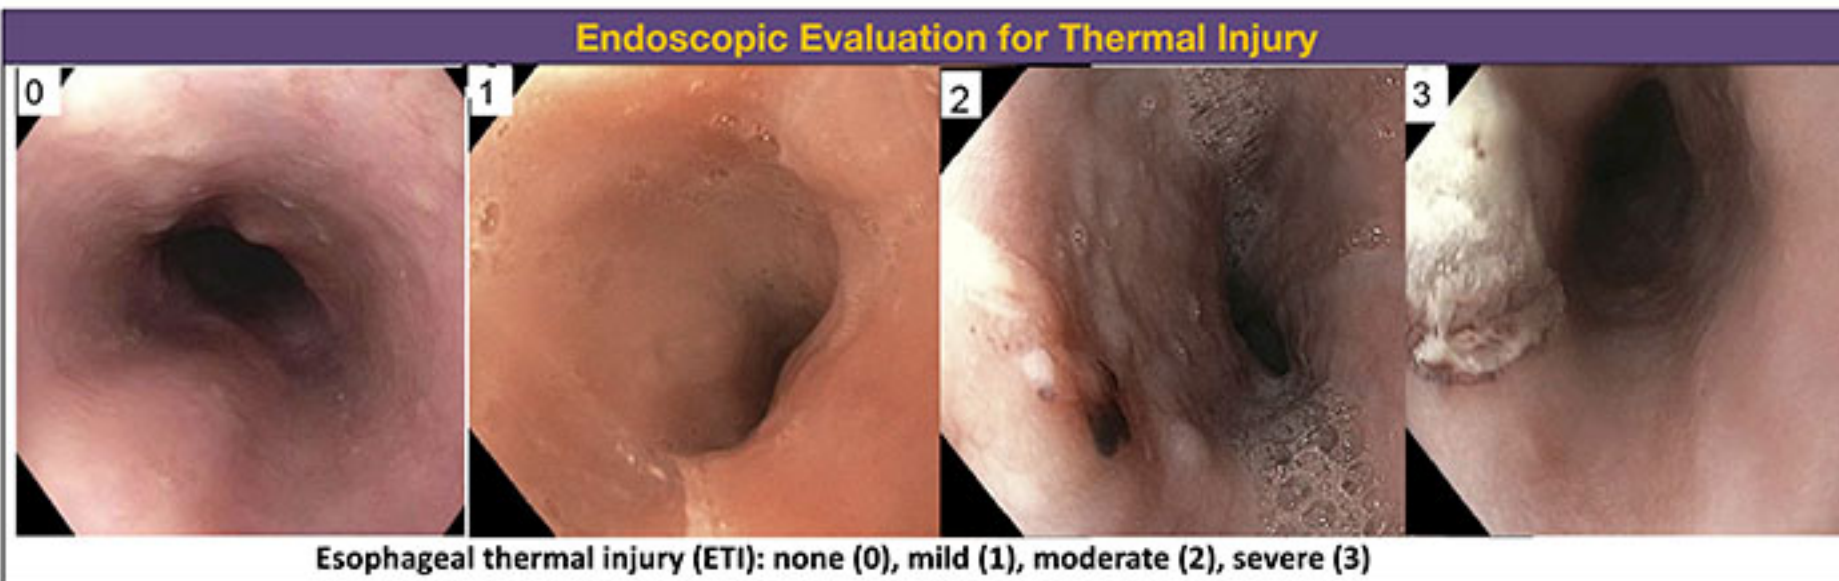 Endoscopic Evaluation for Thermal Injury
0
1
2
3
Esophageal thermal injury (ETI): none (0), mild (1), moderate (2), severe (3)